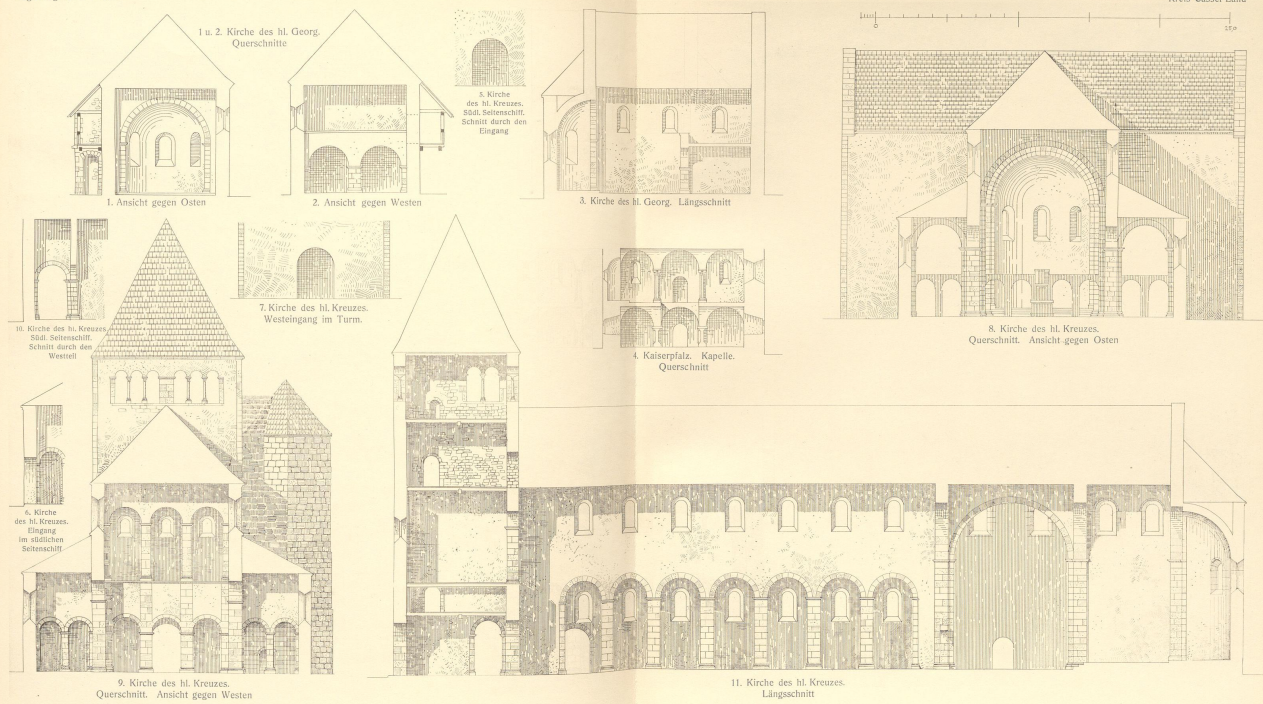 1 u. 2. Kirche des hl. Georg.
Querschnitte
1. Ansicht gegen Osten
2. Ansicht gegen Westen
5. Kirche
des hl. Kreuzes.
Südl. Seitenschiff.
Schnitt durch den
Eingang
3. Kirche des hl. Georg. Längsschnitt
8. Kirche des hl. Kreuzes.
Querschnitt. Ansicht gegen Osten
10. Kirche des hl. Kreuzes.
Südl. Seitenschiff.
Schnitt durch den
Westteil
7. Kirche des hl. Kreuzes.
Westeingang im Turm.
4. Kaiserpfalz. Kapelle.
Querschnitt
6. Kirche
des hl. Kreuzes.
Eingang
im südlichen
Seitenschiff
9. Kirche des hl. Kreuzes.
Querschnitt. Ansicht gegen Westen
11. Kirche des hl. Kreuzes.
Längsschnitt